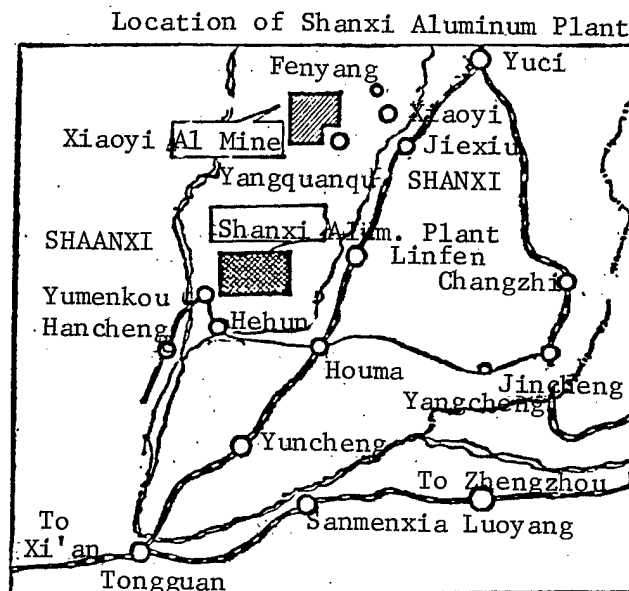 Location of Shanxi Aluminum Plant
Yuci
Fenyang
Xiaoyi
Xiaoyi Al Mine
Jiexiu
Yangquanqu
SHANXI
Shanxi Alum. Plant
SHAANXI
Linfen
Changzhi
Yumenkou
Hancheng
Hehun
Houma
Jincheng
Yangcheng
Yuncheng
To Zhengzhou
Sanmenxia Luoyang
To
Xi'an
Tongguan